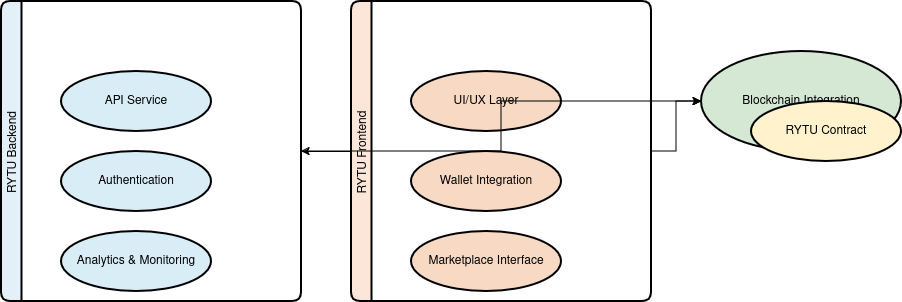 RYTU Backend
API Service
Authentication
Analytics & Monitoring
RYTU Frontend
UI/UX Layer
Wallet Integration
Marketplace Interface
Blockchain Integration
RYTU Contract